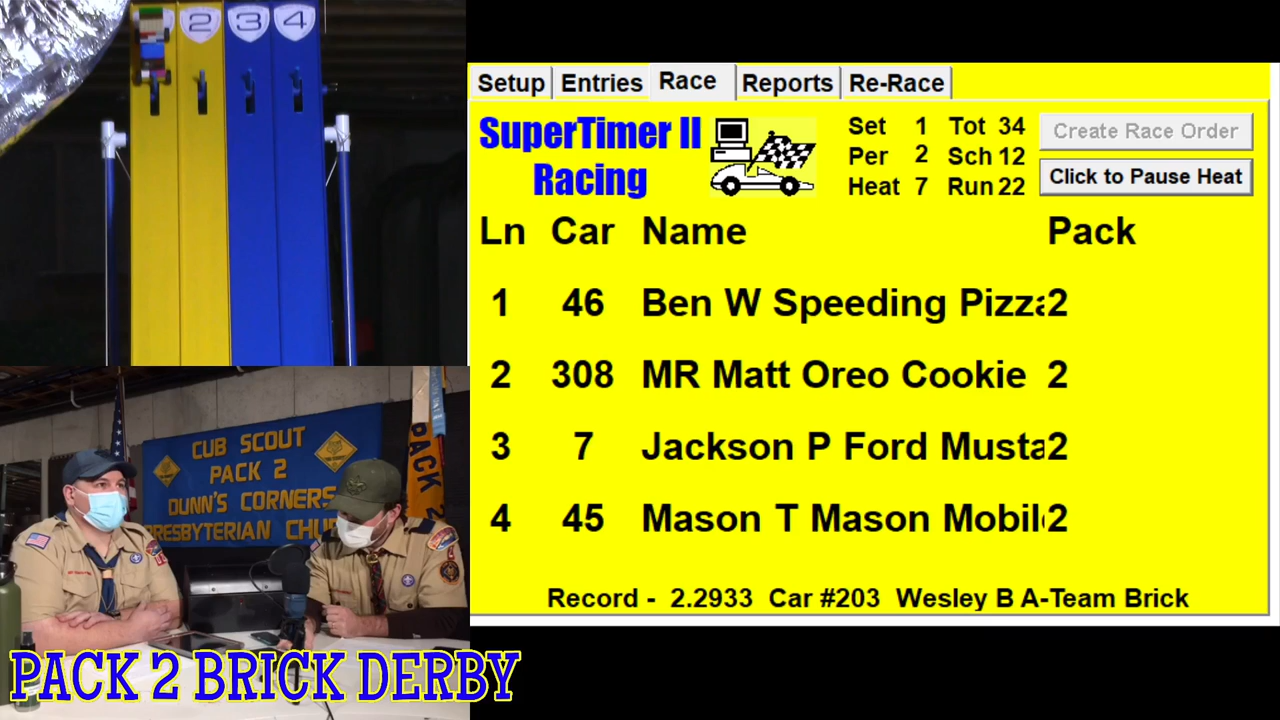 2 3 4
Setup Entries Race Reports Re-Race
SuperTimer II
Racing
Set 1 Tot 34
Per 2 Sch 12
Heat 7 Run 22
Create Race Order
Click to Pause Heat
Ln Car Name Pack
1 46 Ben W Speeding Pizza 2
2 308 MR Matt Oreo Cookie 2
3 7 Jackson P Ford Musta 2
4 45 Mason T Mason Mobil 2
Record - 2.2933 Car #203 Wesley B A-Team Brick
CUB SCOUT
PACK 2
DUNN'S CORNERS
PRESBYTERIAN CHU
PACK 2
PACK 2 BRICK DERBY